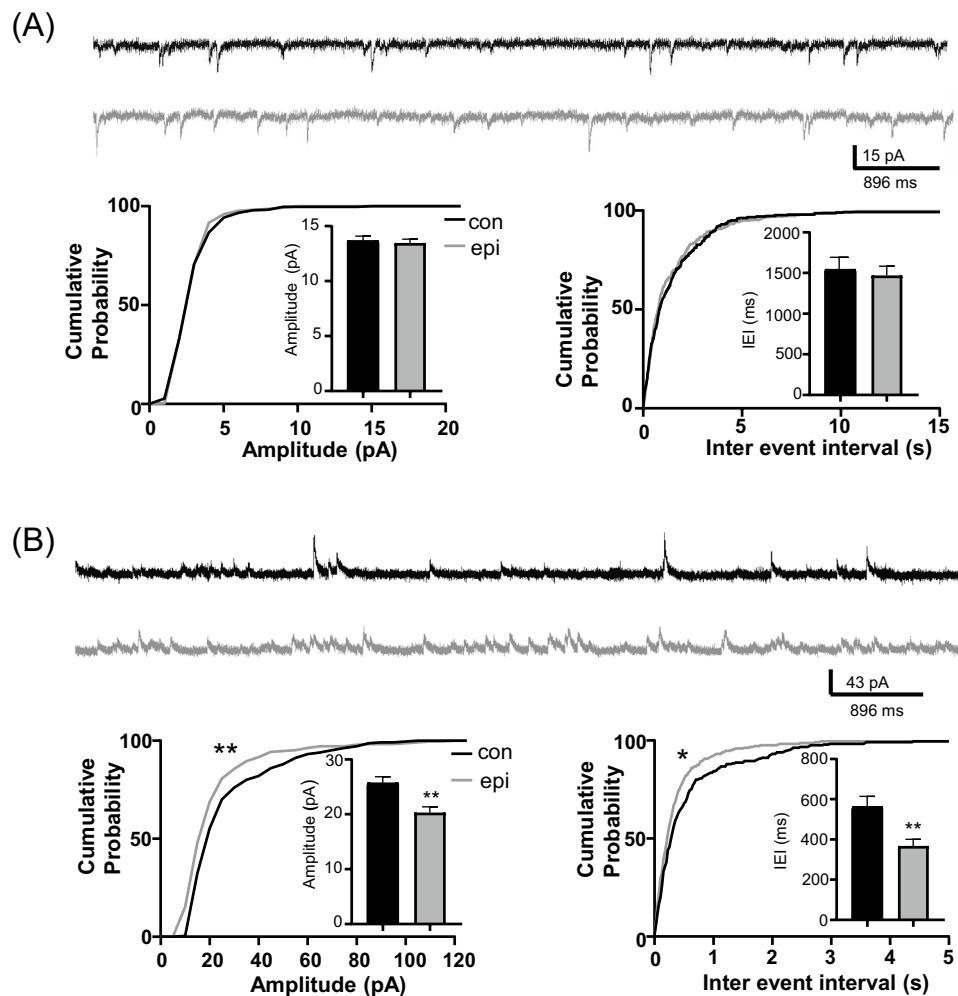 (A)
15 pA
896 ms
Cumulative
Probability
100
50
0
0 5 10 15 20
Amplitude (pA)
con
epi
Amplitude (pA)
15
10
5
0
Cumulative
Probability
100
50
0
0 5 10 15
Inter event interval (s)
IEI (ms)
2000
1500
1000
500
0
(B)
43 pA
896 ms
Cumulative
Probability
100
50
0
0 20 40 60 80 100 120
Amplitude (pA)
**
con
epi
Amplitude (pA)
30
20
10
0
**
Cumulative
Probability
100
50
0
0 1 2 3 4 5
Inter event interval (s)
*
IEI (ms)
800
600
400
200
0
**